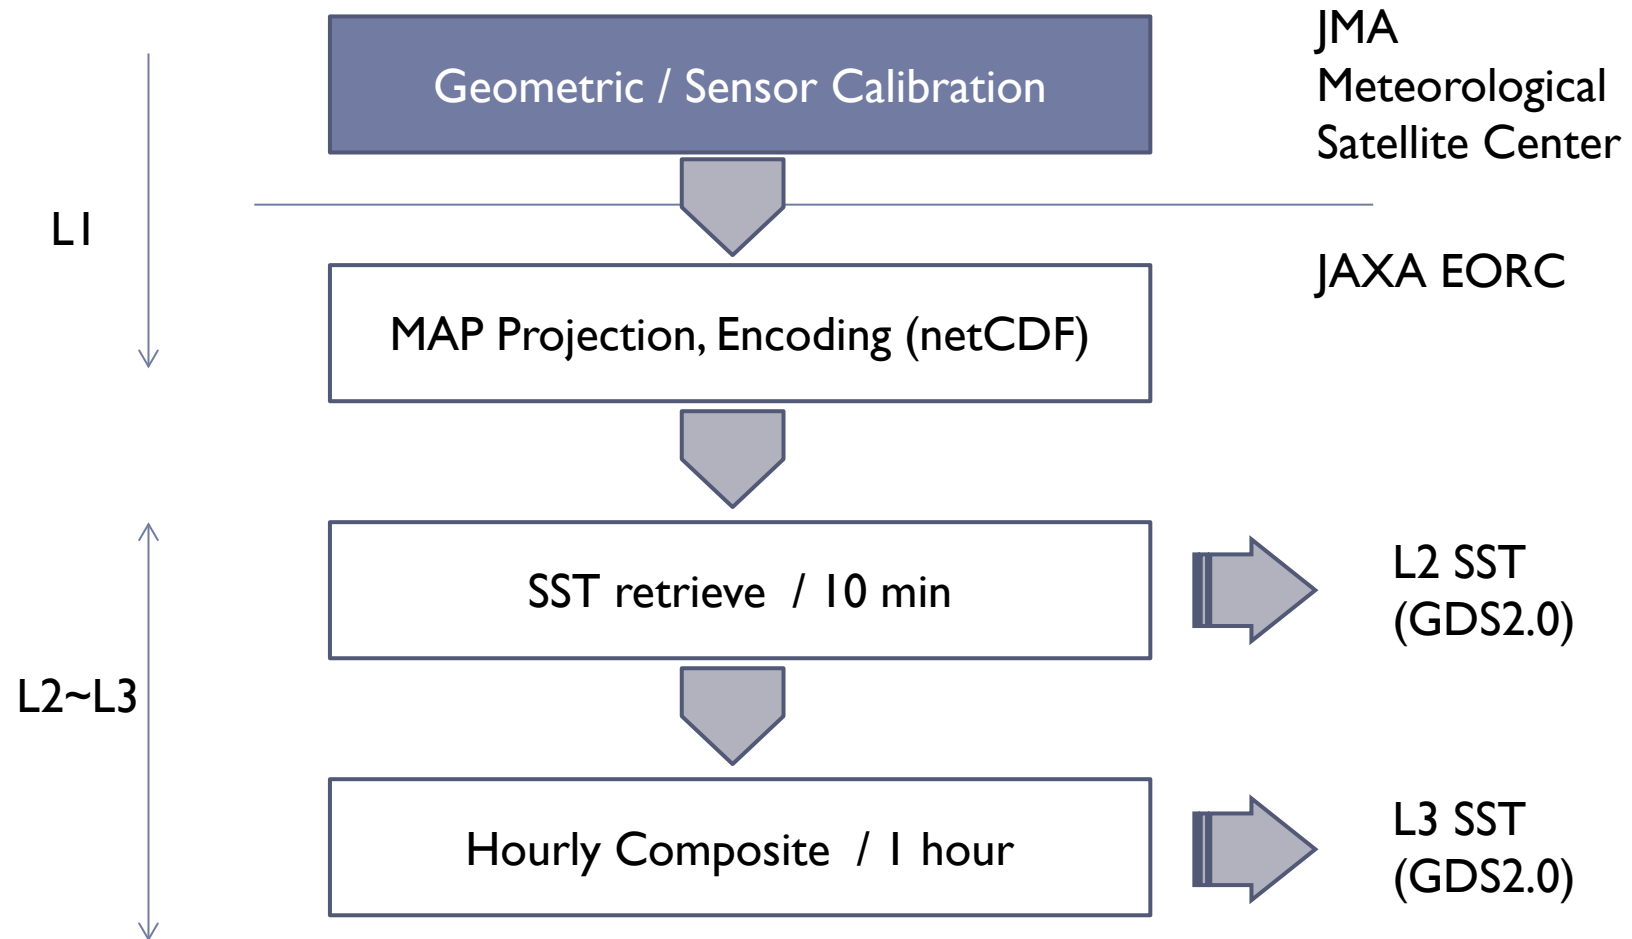 Geometric / Sensor Calibration
JMA
Meteorological
Satellite Center
L1
JAXA EORC
MAP Projection, Encoding (netCDF)
SST retrieve / 10 min
L2 SST
(GDS2.0)
L2~L3
Hourly Composite / 1 hour
L3 SST
(GDS2.0)